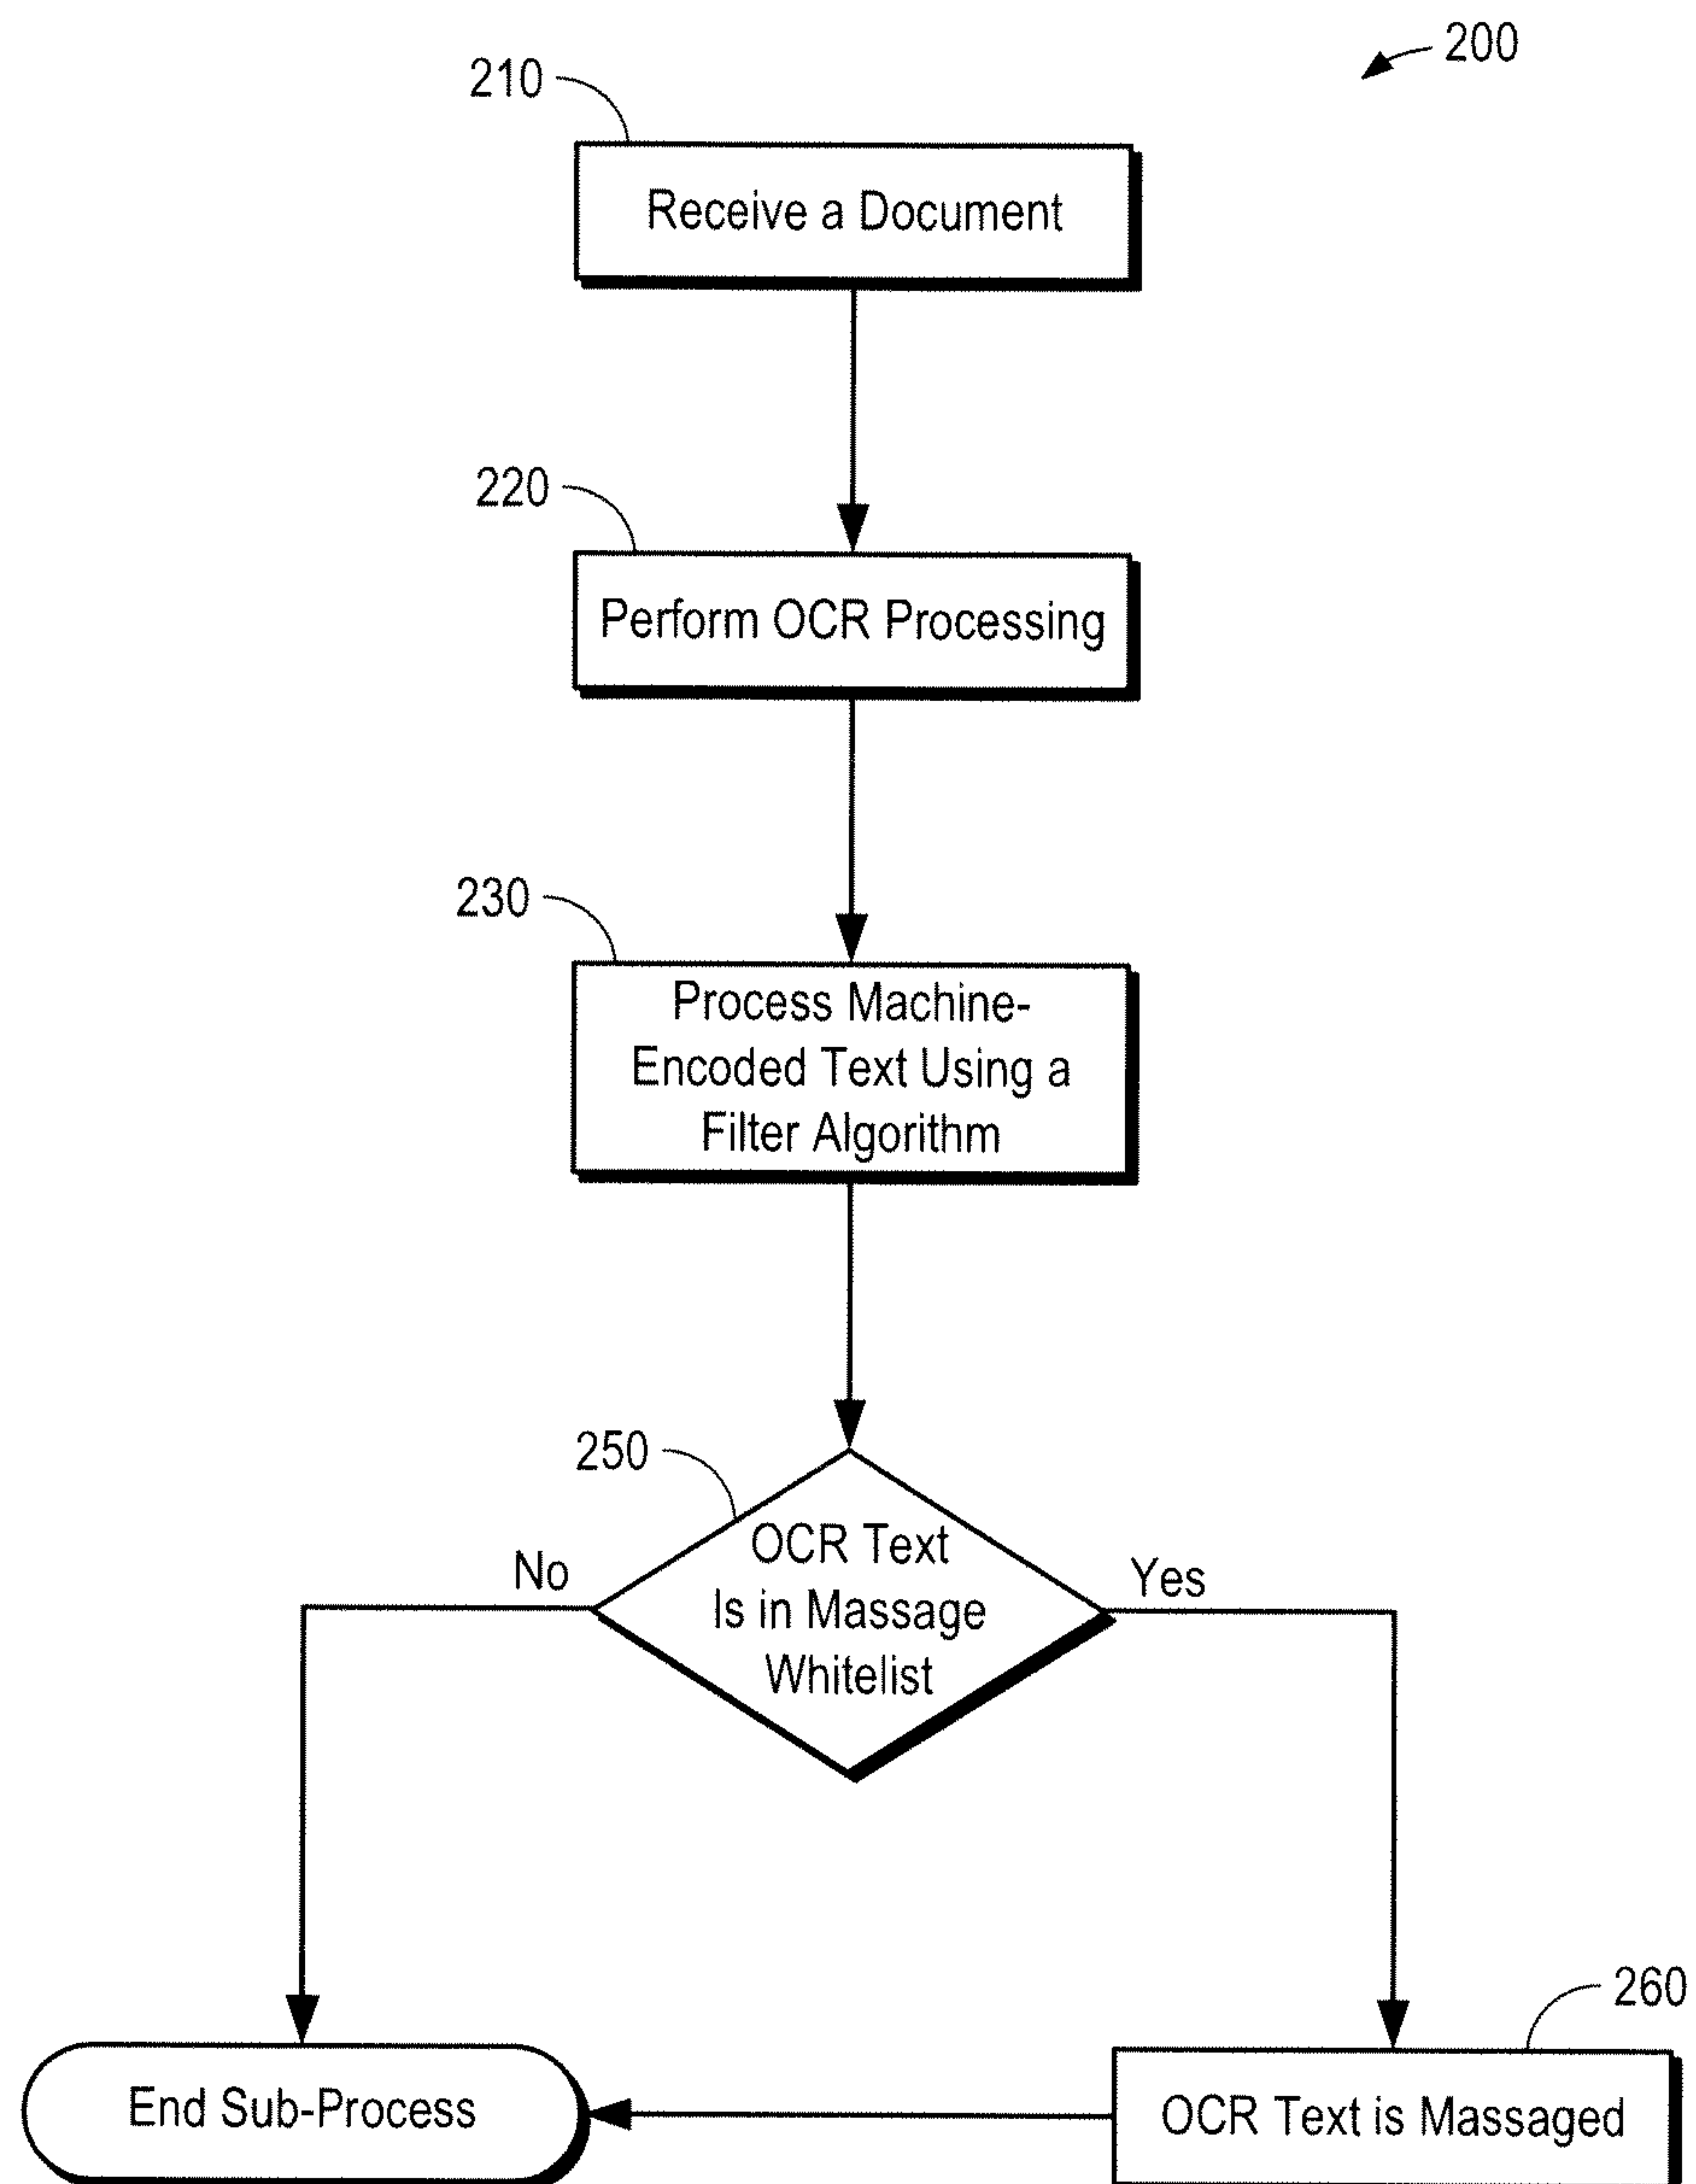 200
210
Receive a Document
220
Perform OCR Processing
230
Process Machine-
Encoded Text Using a
Filter Algorithm
250
OCR Text
Is in Massage
Whitelist
No
Yes
260
End Sub-Process
OCR Text is Massaged